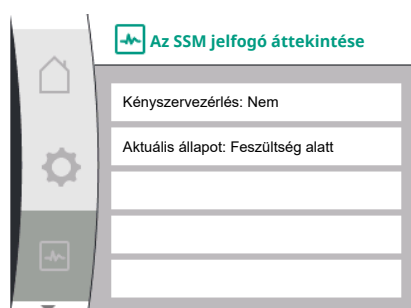 Az SSM jelfogó áttekintése
Kényszervezérlés: Nem
Aktuális állapot: Feszültség alatt